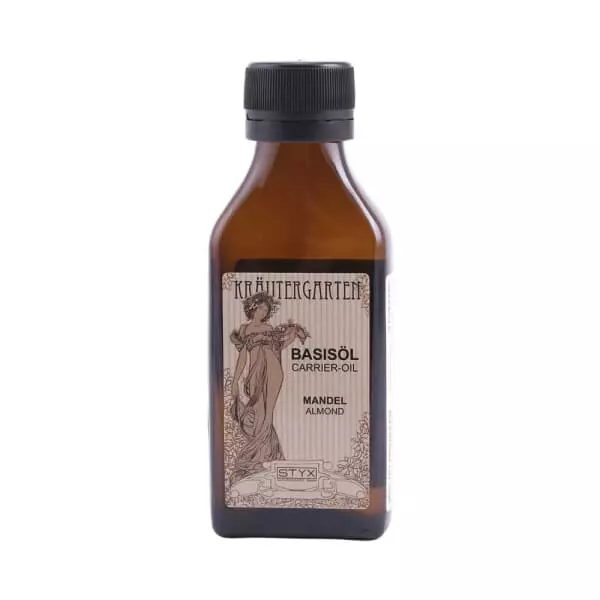 KRÄUTERGARTEN
BASISÖL
CARRIER-OIL
MANDEL
ALMOND
STYX